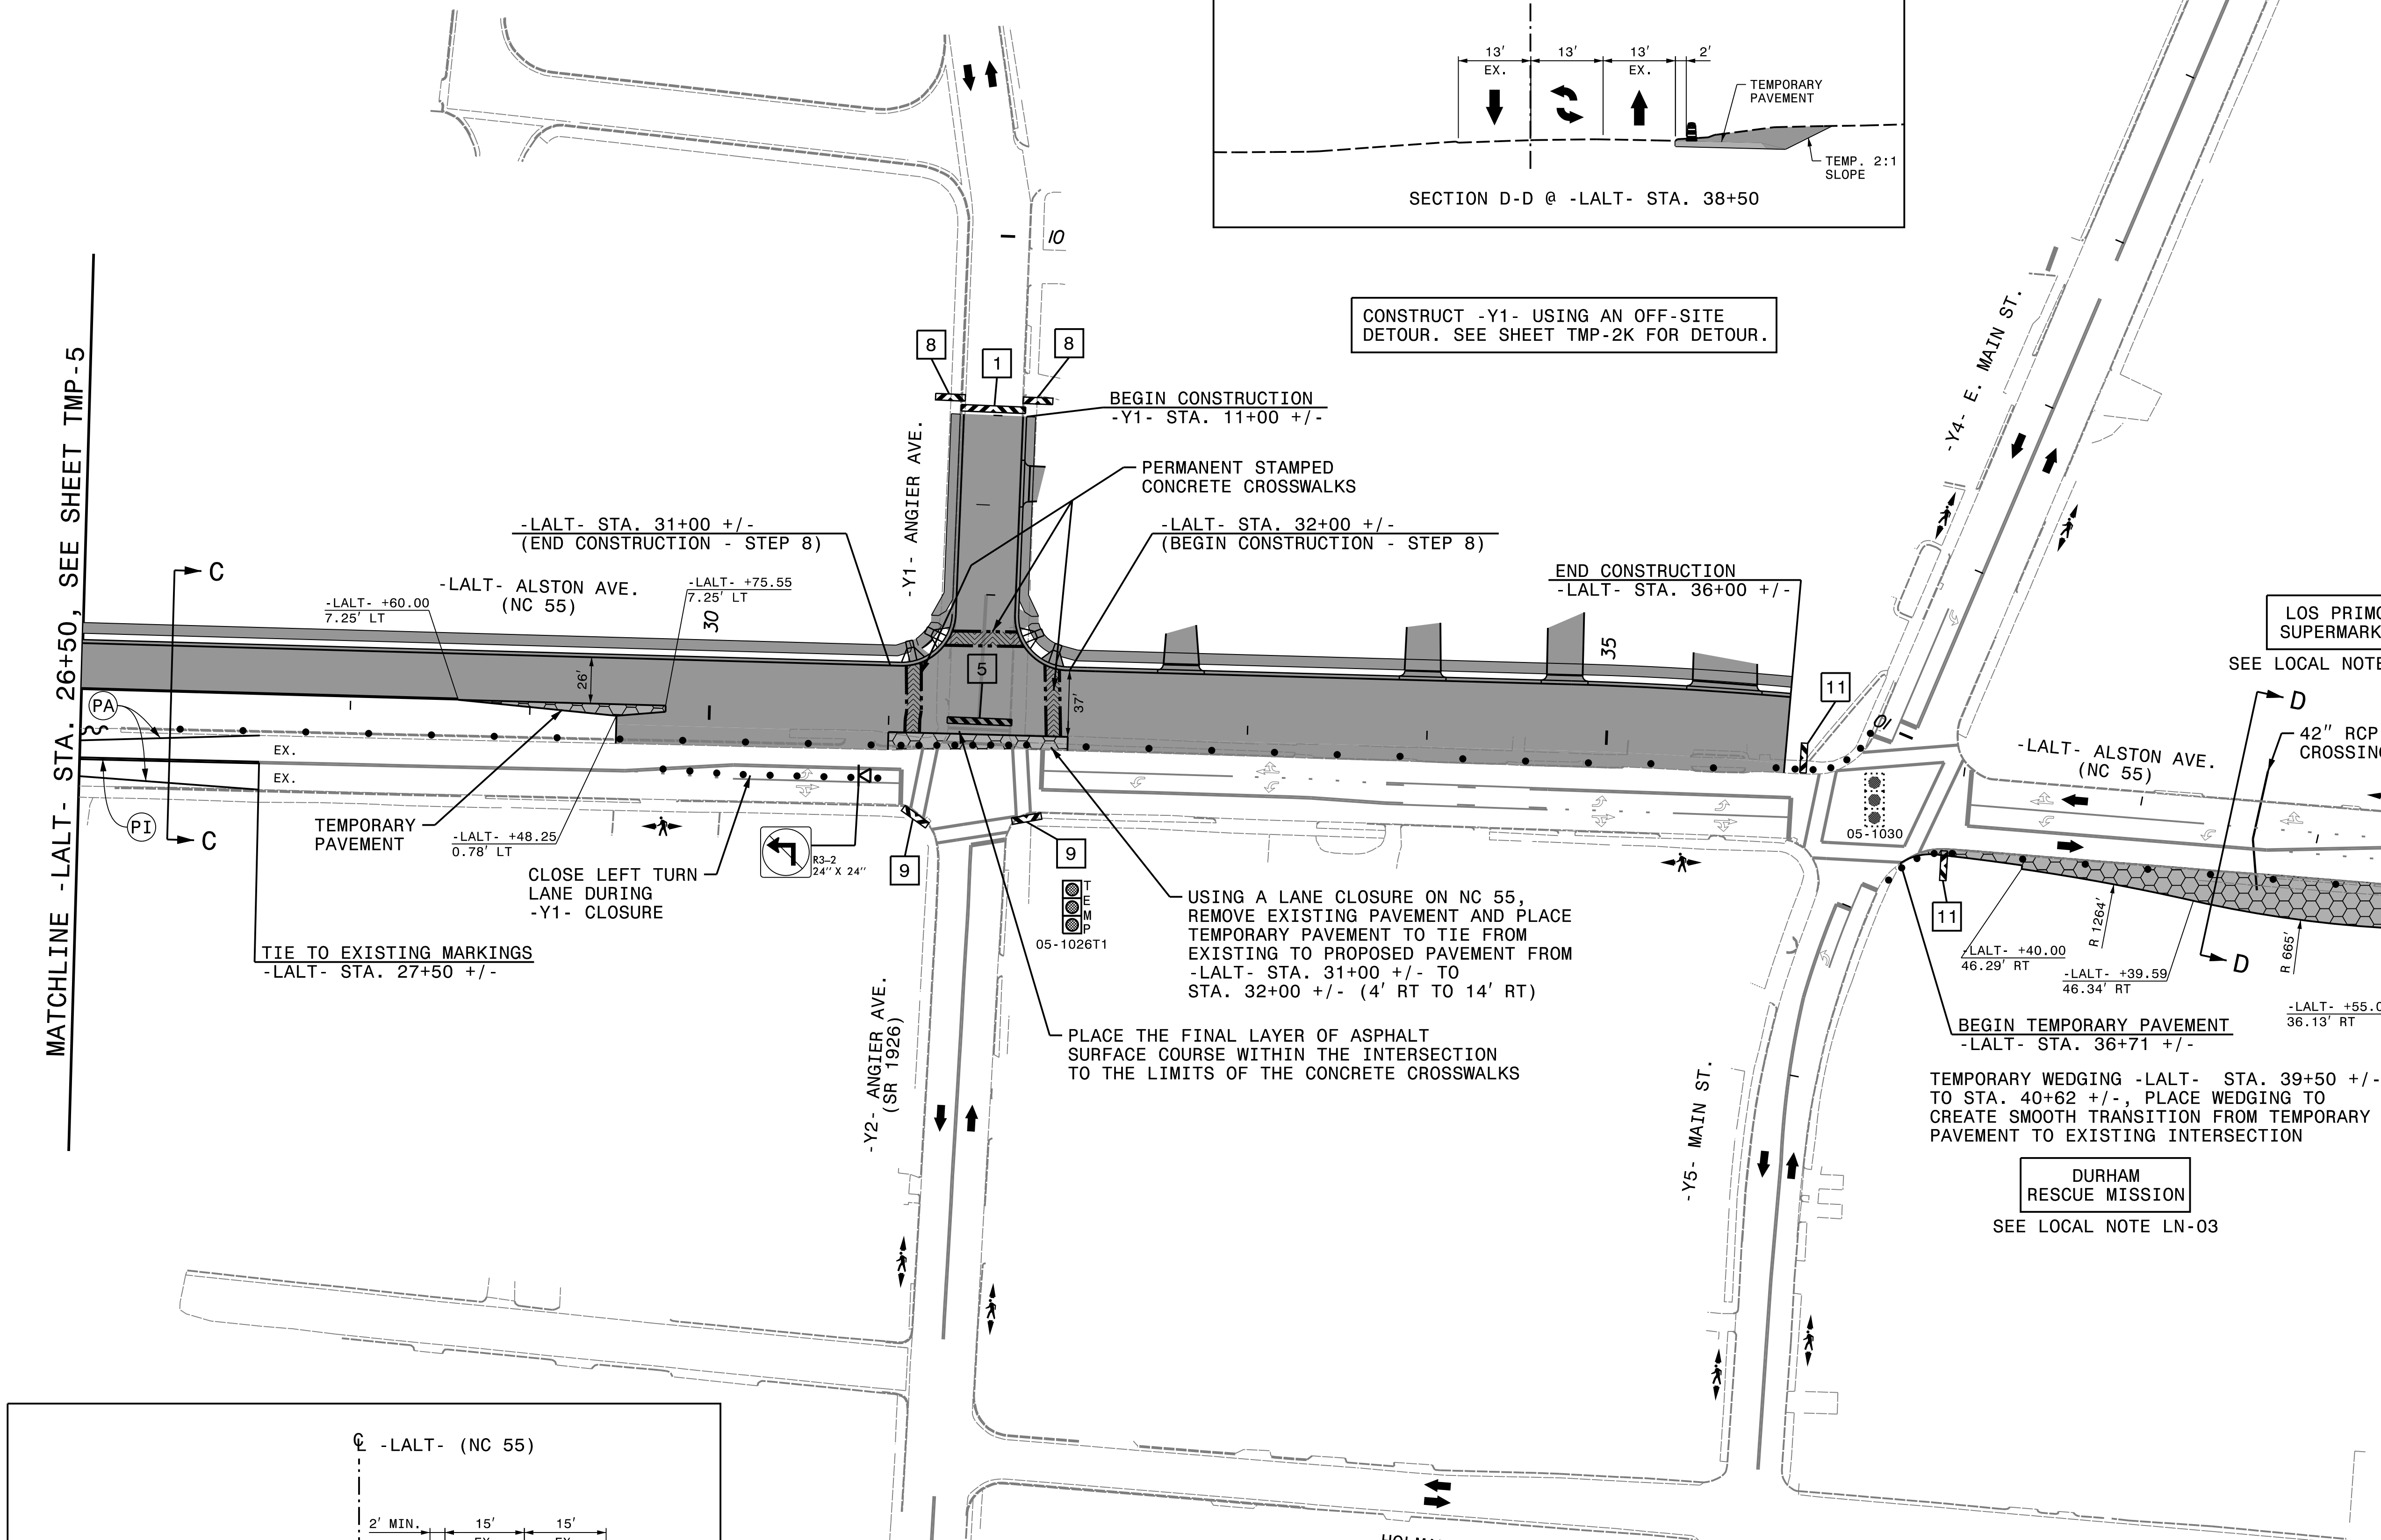 13' 13' 13' 2'
EX. EX.
TEMPORARY
PAVEMENT
TEMP. 2:1
SLOPE
SECTION D-D @ -LALT- STA. 38+50
10
CONSTRUCT -Y1- USING AN OFF-SITE
DETOUR. SEE SHEET TMP-2K FOR DETOUR.
-Y4- E. MAIN ST.
MATCHLINE -LALT- STA. 26+50, SEE SHEET TMP-5
8
1
8
BEGIN CONSTRUCTION
-Y1- STA. 11+00 +/-
-Y1- ANGIER AVE.
PERMANENT STAMPED
CONCRETE CROSSWALKS
-LALT- STA. 31+00 +/-
(END CONSTRUCTION - STEP 8)
-LALT- STA. 32+00 +/-
(BEGIN CONSTRUCTION - STEP 8)
C
-LALT- ALSTON AVE.
(NC 55)
-LALT- +60.00
7.25' LT
-LALT- +75.55
7.25' LT
30
END CONSTRUCTION
-LALT- STA. 36+00 +/-
35
LOS PRIMO
SUPERMARK
SEE LOCAL NOTE
26'
5
37'
11
10
D
42" RCP
CROSSING
-LALT- ALSTON AVE.
(NC 55)
PA
EX.
EX.
PI
C
TEMPORARY
PAVEMENT
-LALT- +48.25
0.78' LT
CLOSE LEFT TURN
LANE DURING
-Y1- CLOSURE
R3-2
24" X 24"
9
9
TEMP
05-1026T1
05-1030
TIE TO EXISTING MARKINGS
-LALT- STA. 27+50 +/-
USING A LANE CLOSURE ON NC 55,
REMOVE EXISTING PAVEMENT AND PLACE
TEMPORARY PAVEMENT TO TIE FROM
EXISTING TO PROPOSED PAVEMENT FROM
-LALT- STA. 31+00 +/- TO
STA. 32+00 +/- (4' RT TO 14' RT)
11
-LALT- +40.00
46.29' RT
R 1264'
-LALT- +39.59
46.34' RT
D
R 665'
-LALT- +55.0
36.13' RT
PLACE THE FINAL LAYER OF ASPHALT
SURFACE COURSE WITHIN THE INTERSECTION
TO THE LIMITS OF THE CONCRETE CROSSWALKS
BEGIN TEMPORARY PAVEMENT
-LALT- STA. 36+71 +/-
-Y2- ANGIER AVE.
(SR 1926)
-Y5- MAIN ST.
TEMPORARY WEDGING -LALT- STA. 39+50 +/-
TO STA. 40+62 +/-, PLACE WEDGING TO
CREATE SMOOTH TRANSITION FROM TEMPORARY
PAVEMENT TO EXISTING INTERSECTION
DURHAM
RESCUE MISSION
SEE LOCAL NOTE LN-03
℄ -LALT- (NC 55)
2' MIN. 15' 15'